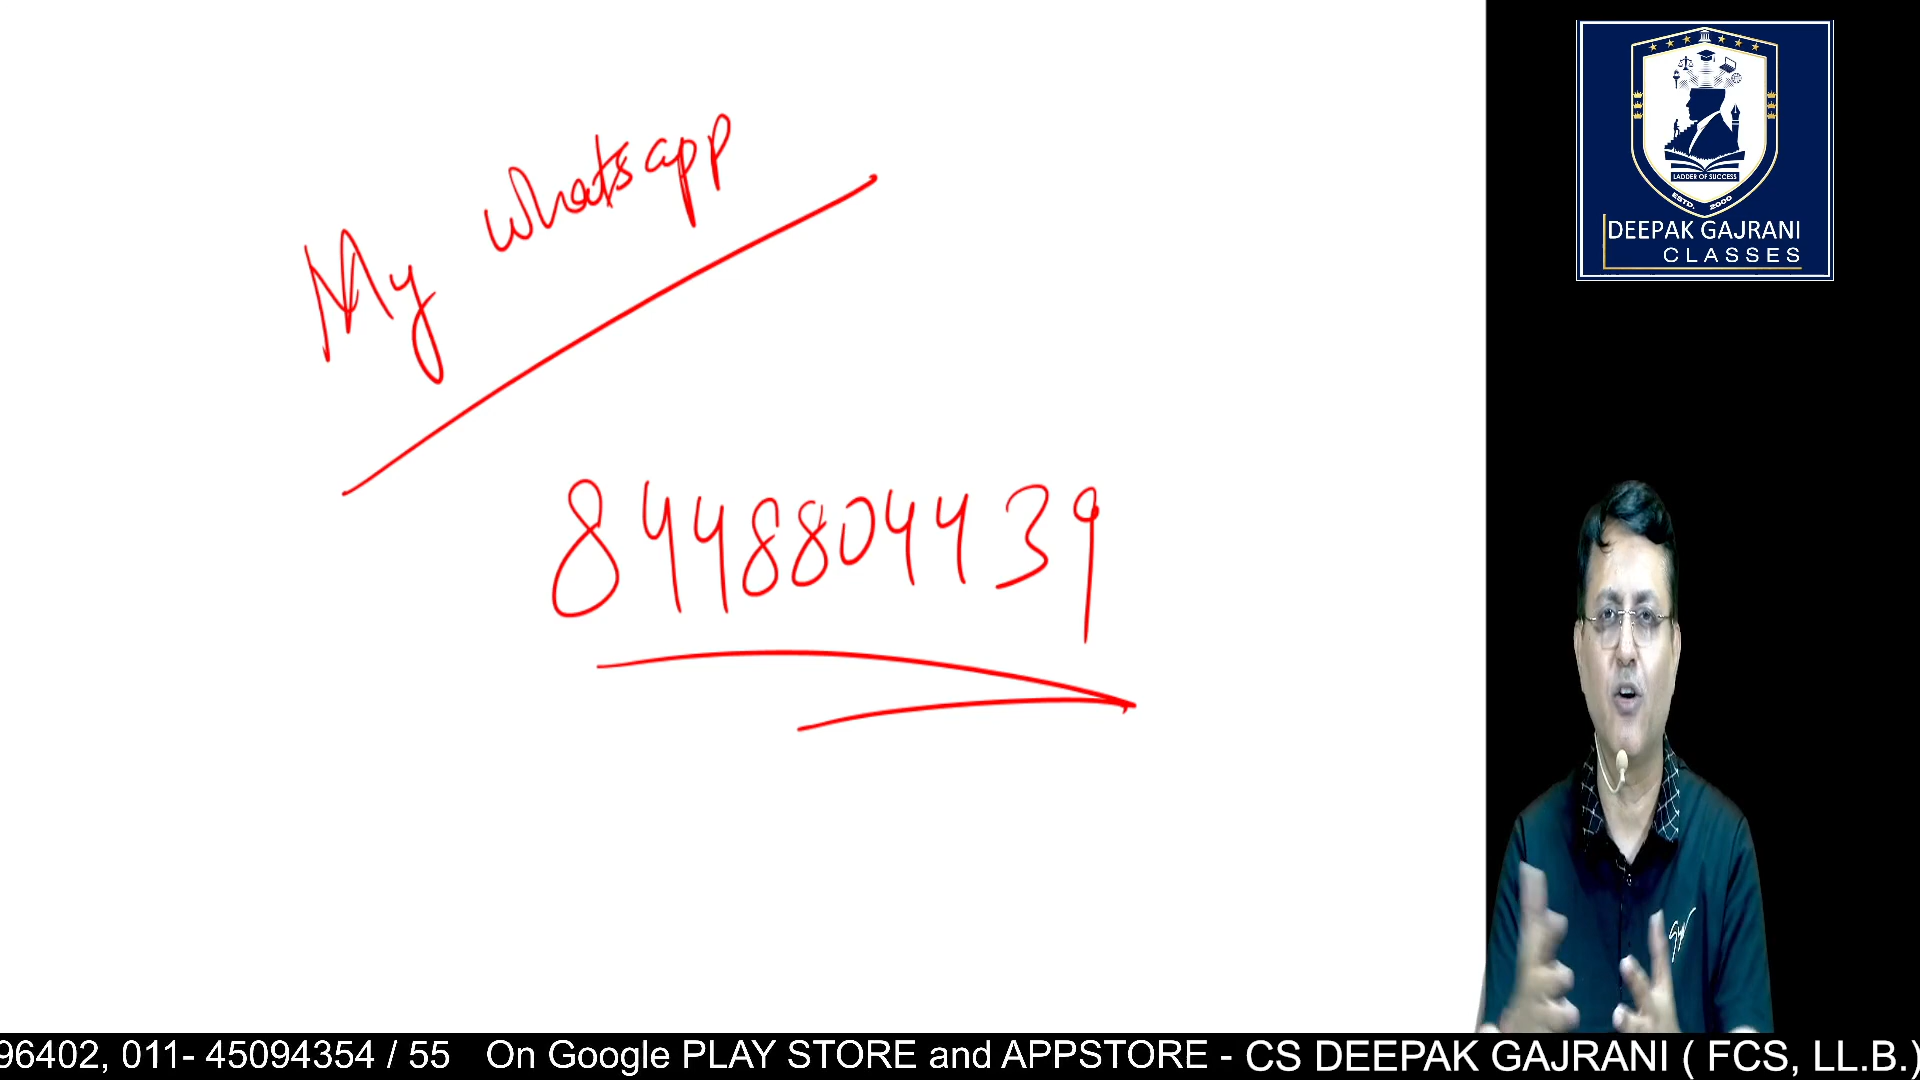 My whatsapp
8448804439
LADDER OF SUCCESS
ESTD. 2000
DEEPAK GAJRANI
CLASSES
96402, 011- 45094354 / 55 On Google PLAY STORE and APPSTORE - CS DEEPAK GAJRANI ( FCS, LL.B.)